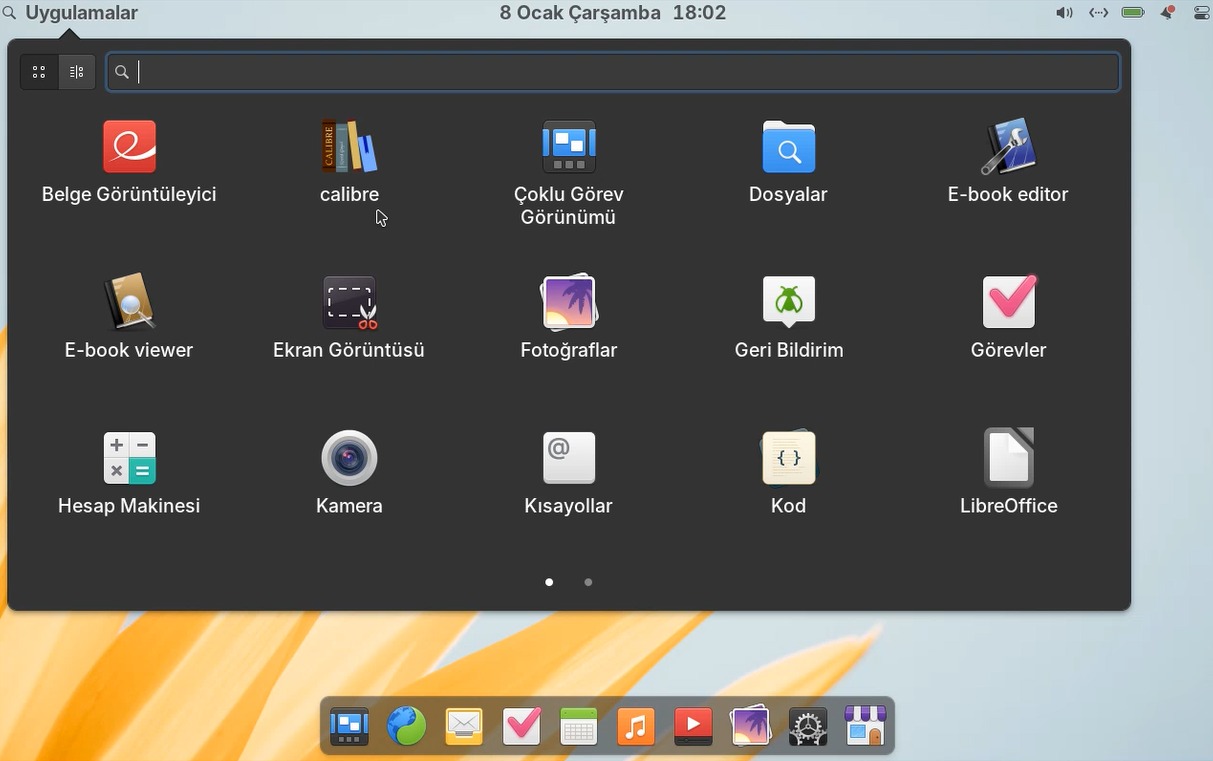 Uygulamalar
8 Ocak Çarşamba 18:02
Belge Görüntüleyici
CALIBRE
calibre
Çoklu Görev
Görünümü
Dosyalar
E-book editor
E-book viewer
Ekran Görüntüsü
Fotoğraflar
Geri Bildirim
Görevler
+ −
× =
Hesap Makinesi
Kamera
@
Kısayollar
{ }
Kod
LibreOffice